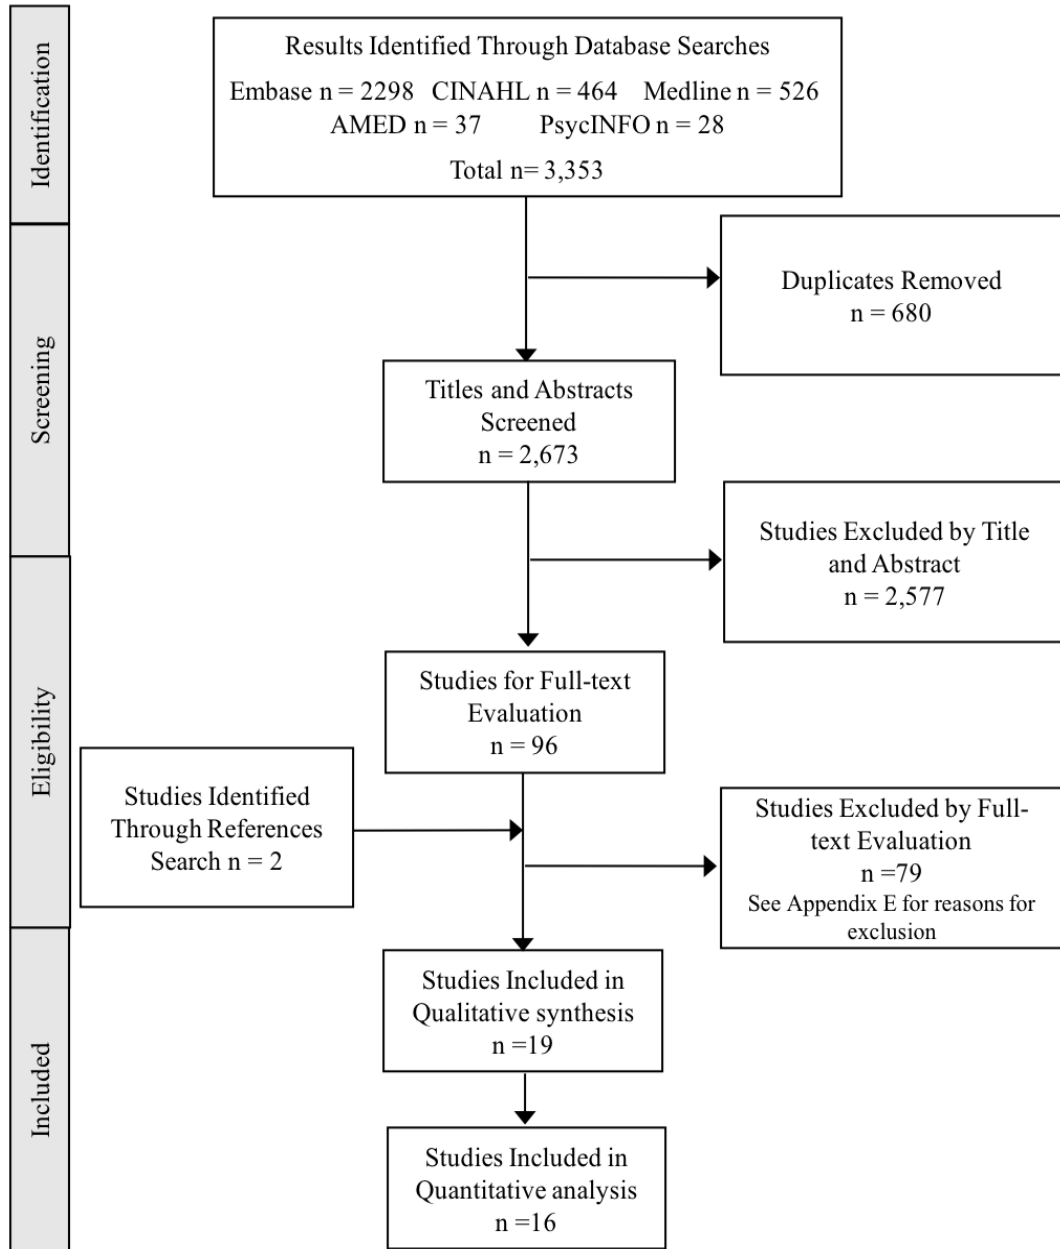 Identification
Results Identified Through Database Searches
Embase n = 2298 CINAHL n = 464 Medline n = 526
AMED n = 37 PsycINFO n = 28
Total n= 3,353
Screening
Duplicates Removed
n = 680
Titles and Abstracts
Screened
n = 2,673
Studies Excluded by Title
and Abstract
n = 2,577
Eligibility
Studies for Full-text
Evaluation
n = 96
Studies Identified
Through References
Search n = 2
Studies Excluded by Full-
text Evaluation
n =79
See Appendix E for reasons for
exclusion
Included
Studies Included in
Qualitative synthesis
n =19
Studies Included in
Quantitative analysis
n =16